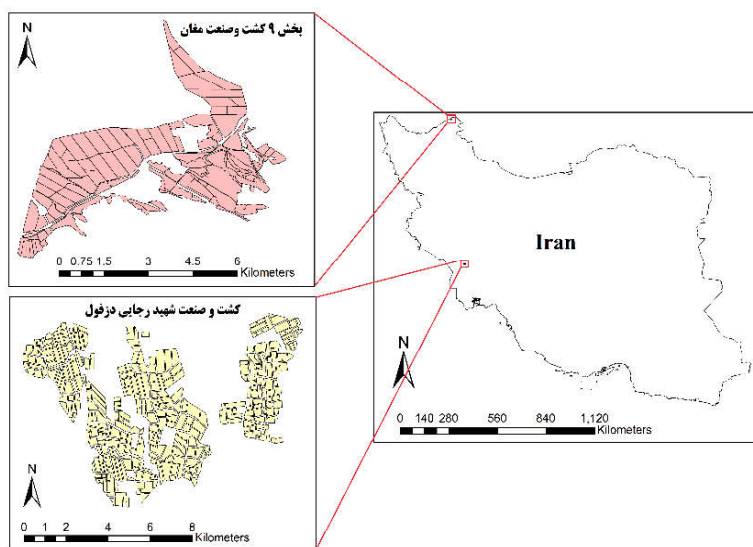 N
بخش ۹ کشت وصنعت مغان
0 0.75 1.5 3 4.5 6
Kilometers
کشت و صنعت شهید رجایی دزفول
N
0 1 2 4 6 8
Kilometers
Iran
N
0 140 280 560 840 1,120
Kilometers